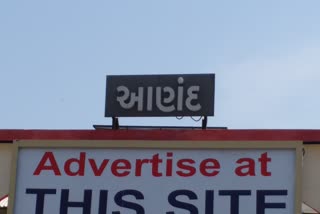 આણંદ
Advertise at
THIS SITE